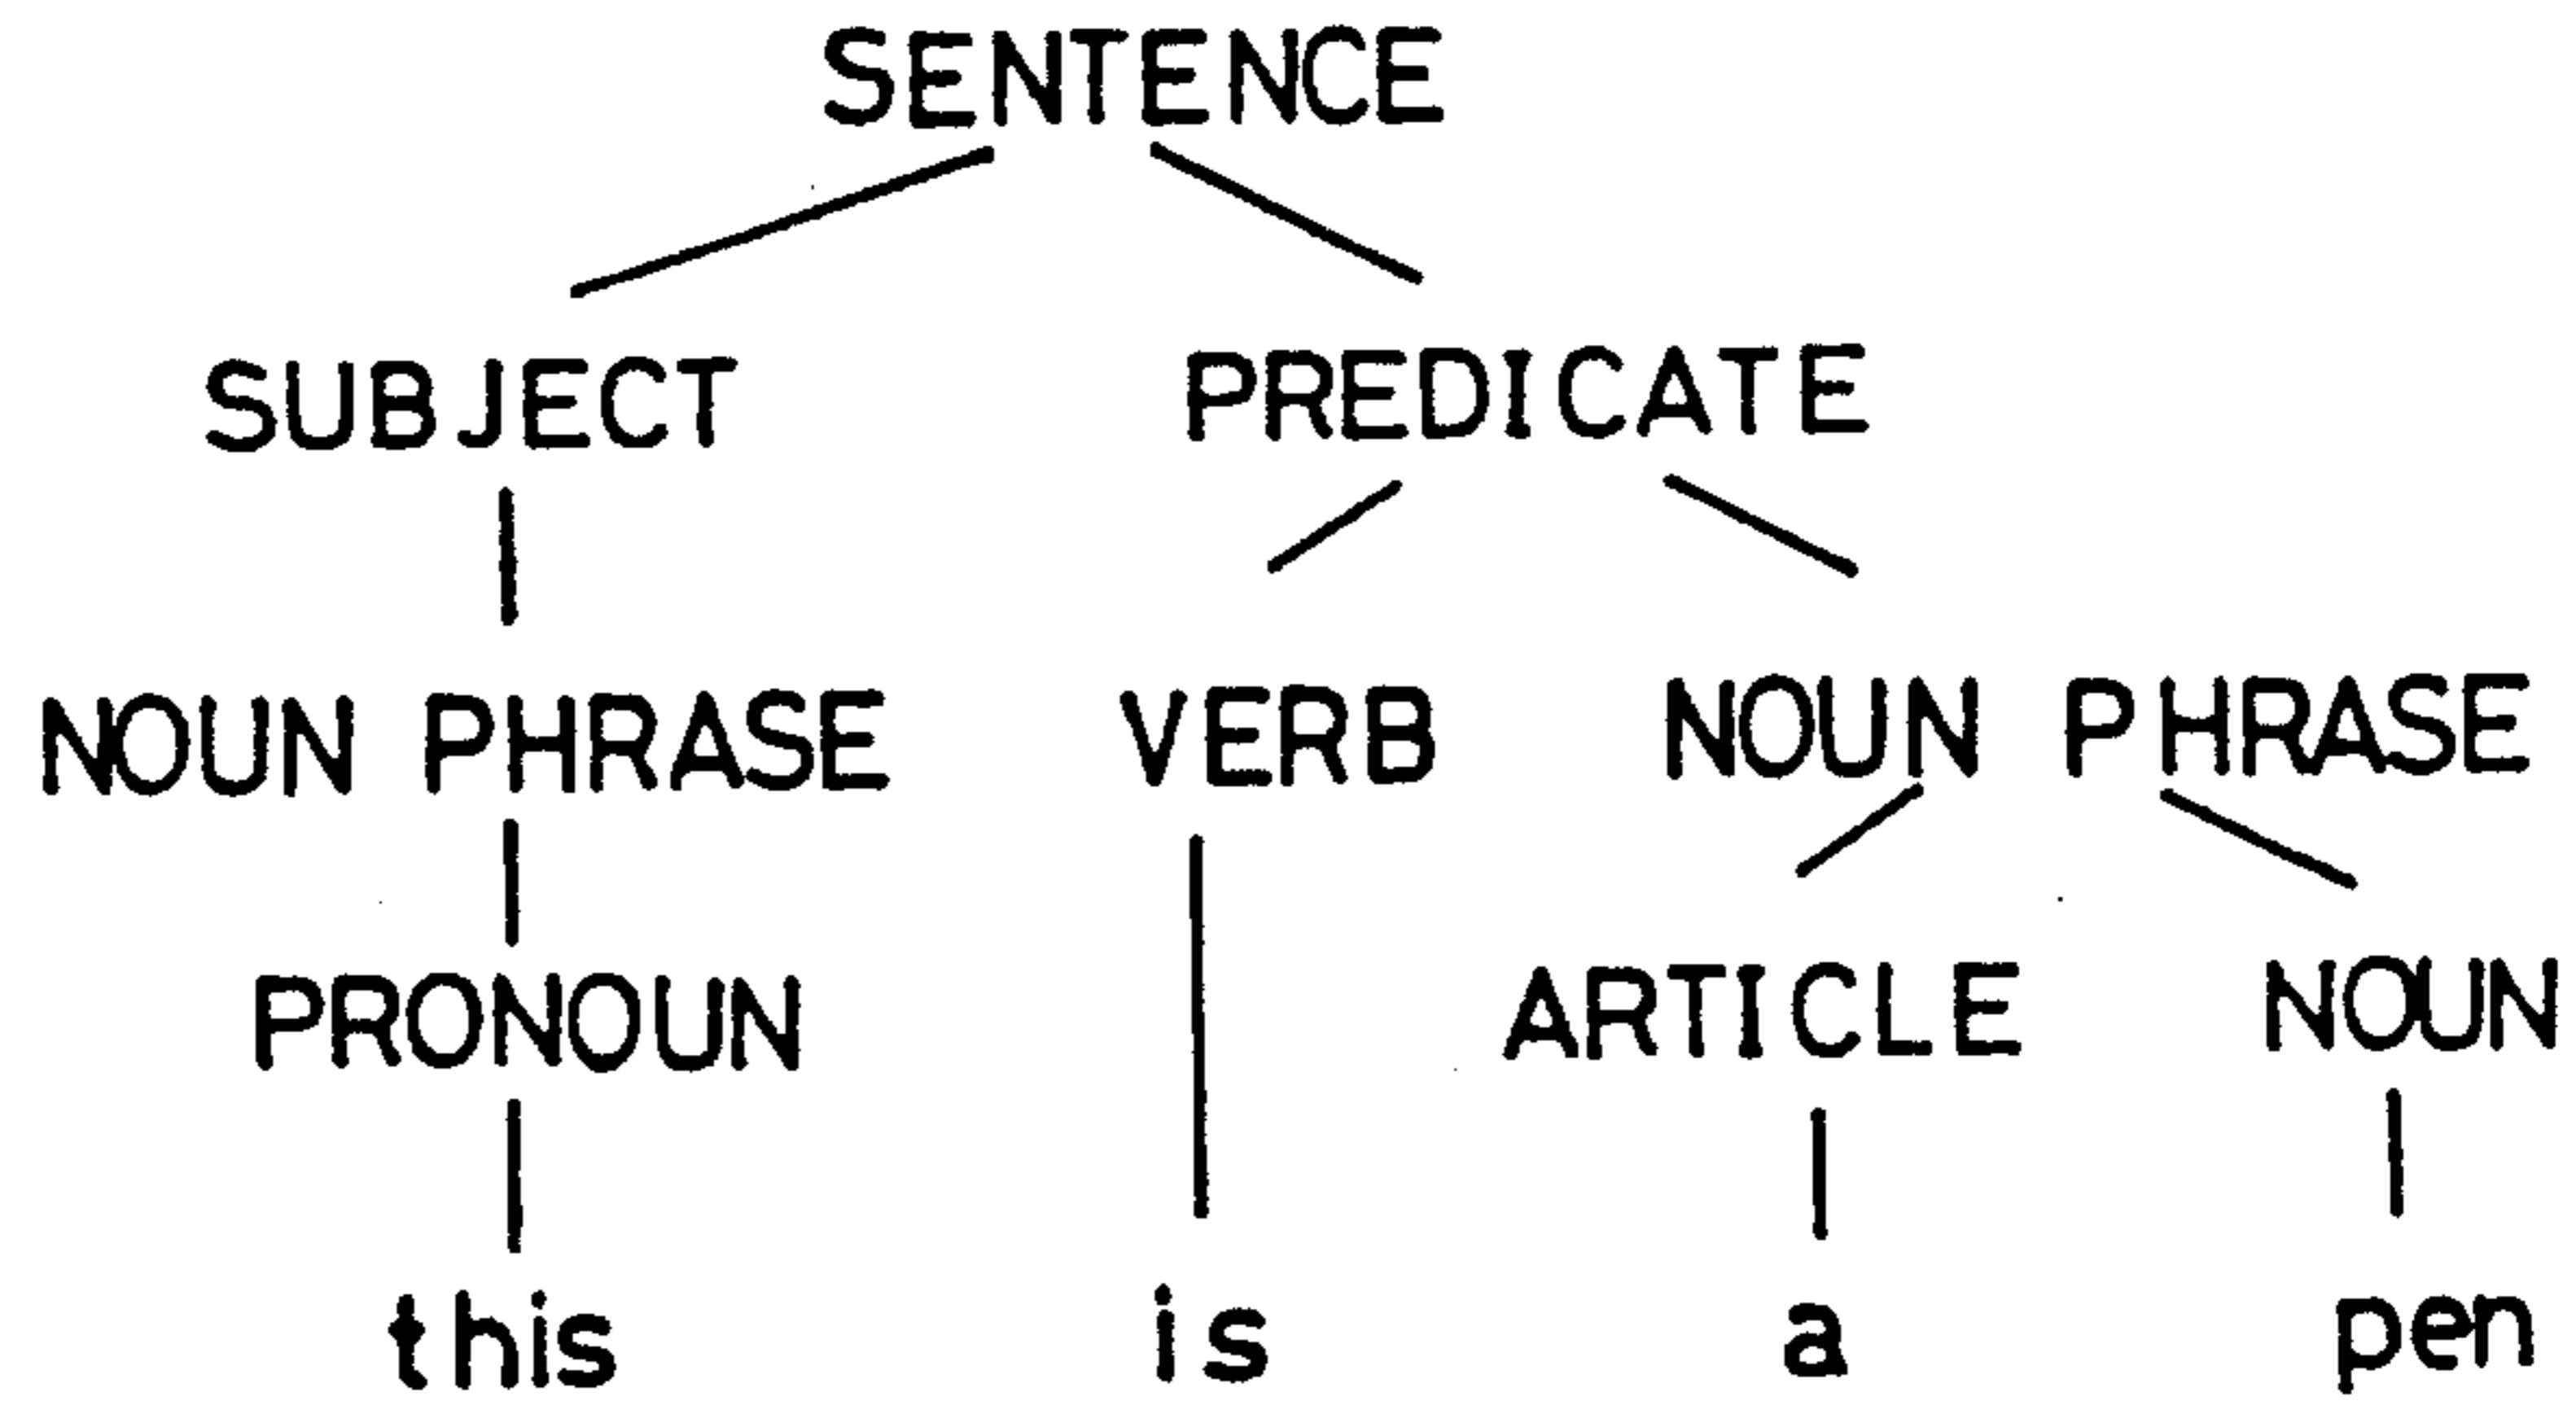 SENTENCE
SUBJECT PREDICATE
NOUN PHRASE VERB NOUN PHRASE
PRONOUN ARTICLE NOUN
this is a pen